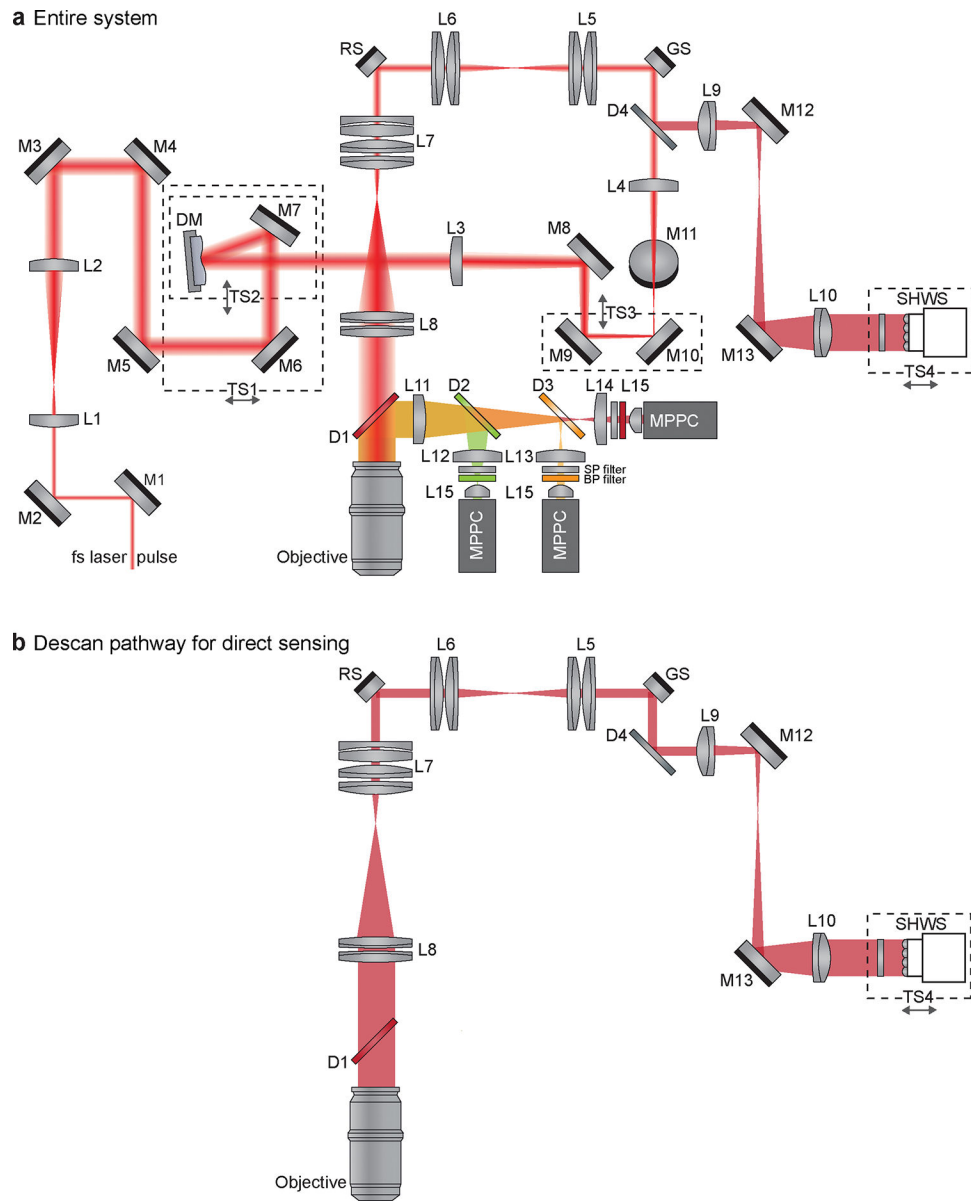 a Entire system
L6
L5
RS
GS
L9
D4
M12
L7
M3
M4
L4
DM
M7
L3
M8
M11
L2
TS2
TS3
L10
SHWS
L8
M9
M10
M13
M5
M6
TS1
TS4
L11
D2
D3
L14
L15
L1
D1
MPPC
L12
L13
SP filter
BP filter
M1
L15
L15
M2
MPPC
MPPC
fs laser pulse
Objective
b Descan pathway for direct sensing
L6
L5
RS
GS
L9
D4
M12
L7
L10
SHWS
L8
M13
TS4
D1
Objective